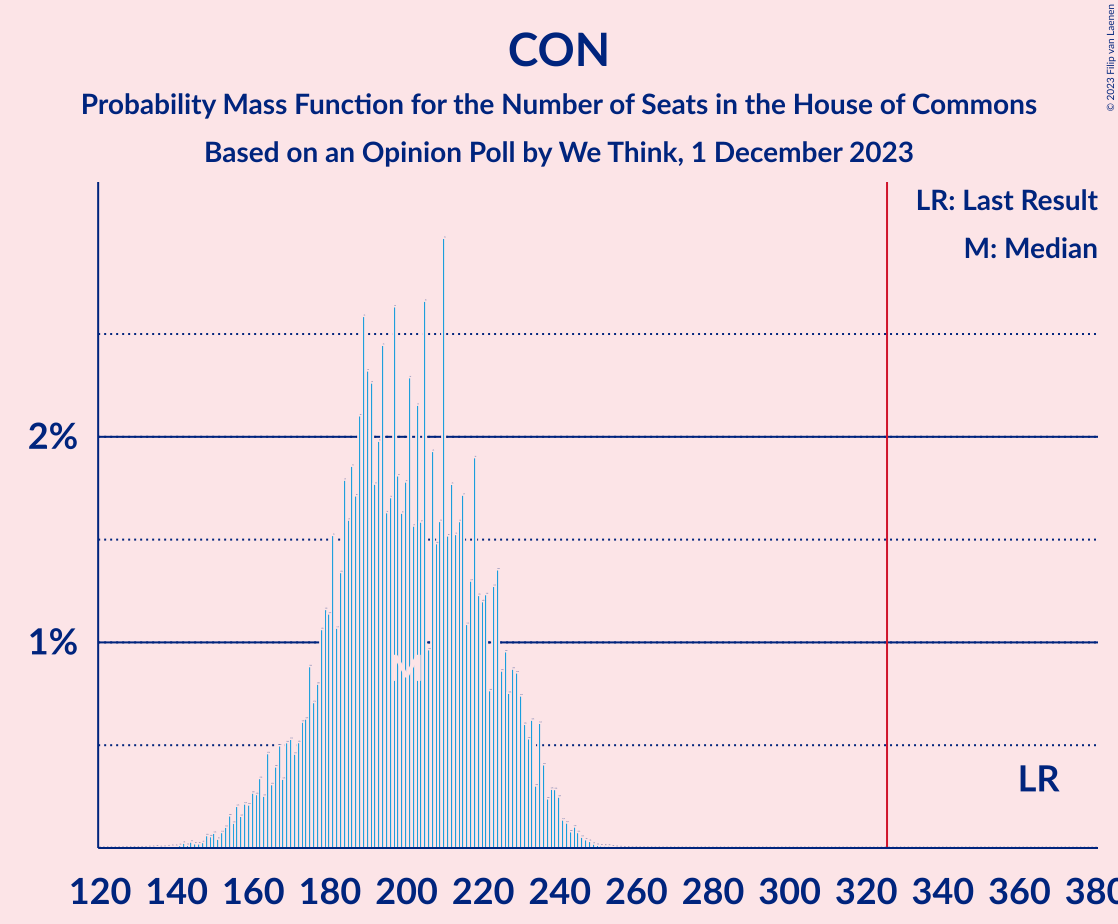 CON
Probability Mass Function for the Number of Seats in the House of Commons
Based on an Opinion Poll by We Think, 1 December 2023
© 2023 Filip van Laenen
LR: Last Result
M: Median
2%
1%
M
LR
120 140 160 180 200 220 240 260 280 300 320 340 360 380